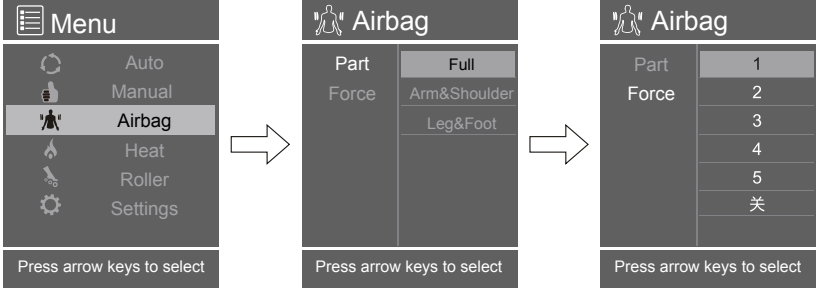 Menu
Auto
Manual
Airbag
Heat
Roller
Settings
Press arrow keys to select
Airbag
Part
Full
Force
Arm&Shoulder
Leg&Foot
Press arrow keys to select
Airbag
Part
1
Force
2
3
4
5
关
Press arrow keys to select